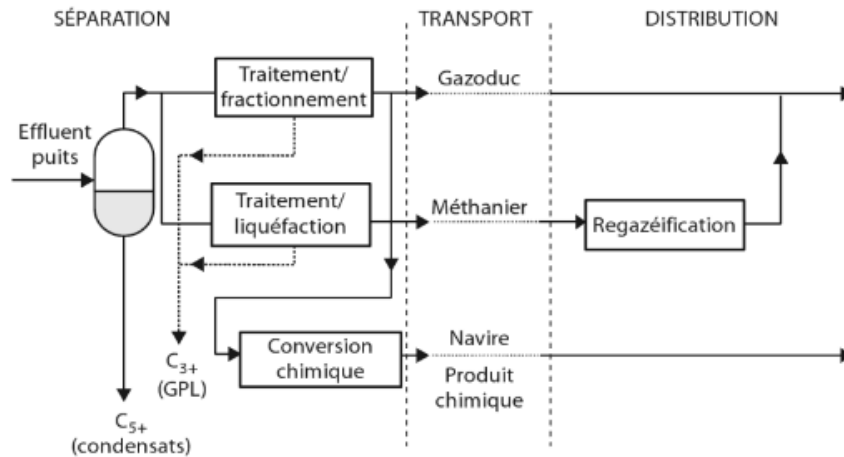 SÉPARATION
TRANSPORT
DISTRIBUTION
Traitement/
fractionnement
Gazoduc
Effluent
puits
Traitement/
liquéfaction
Méthanier
Regazéification
C3+
(GPL)
Conversion
chimique
Navire
Produit
chimique
C5+
(condensats)